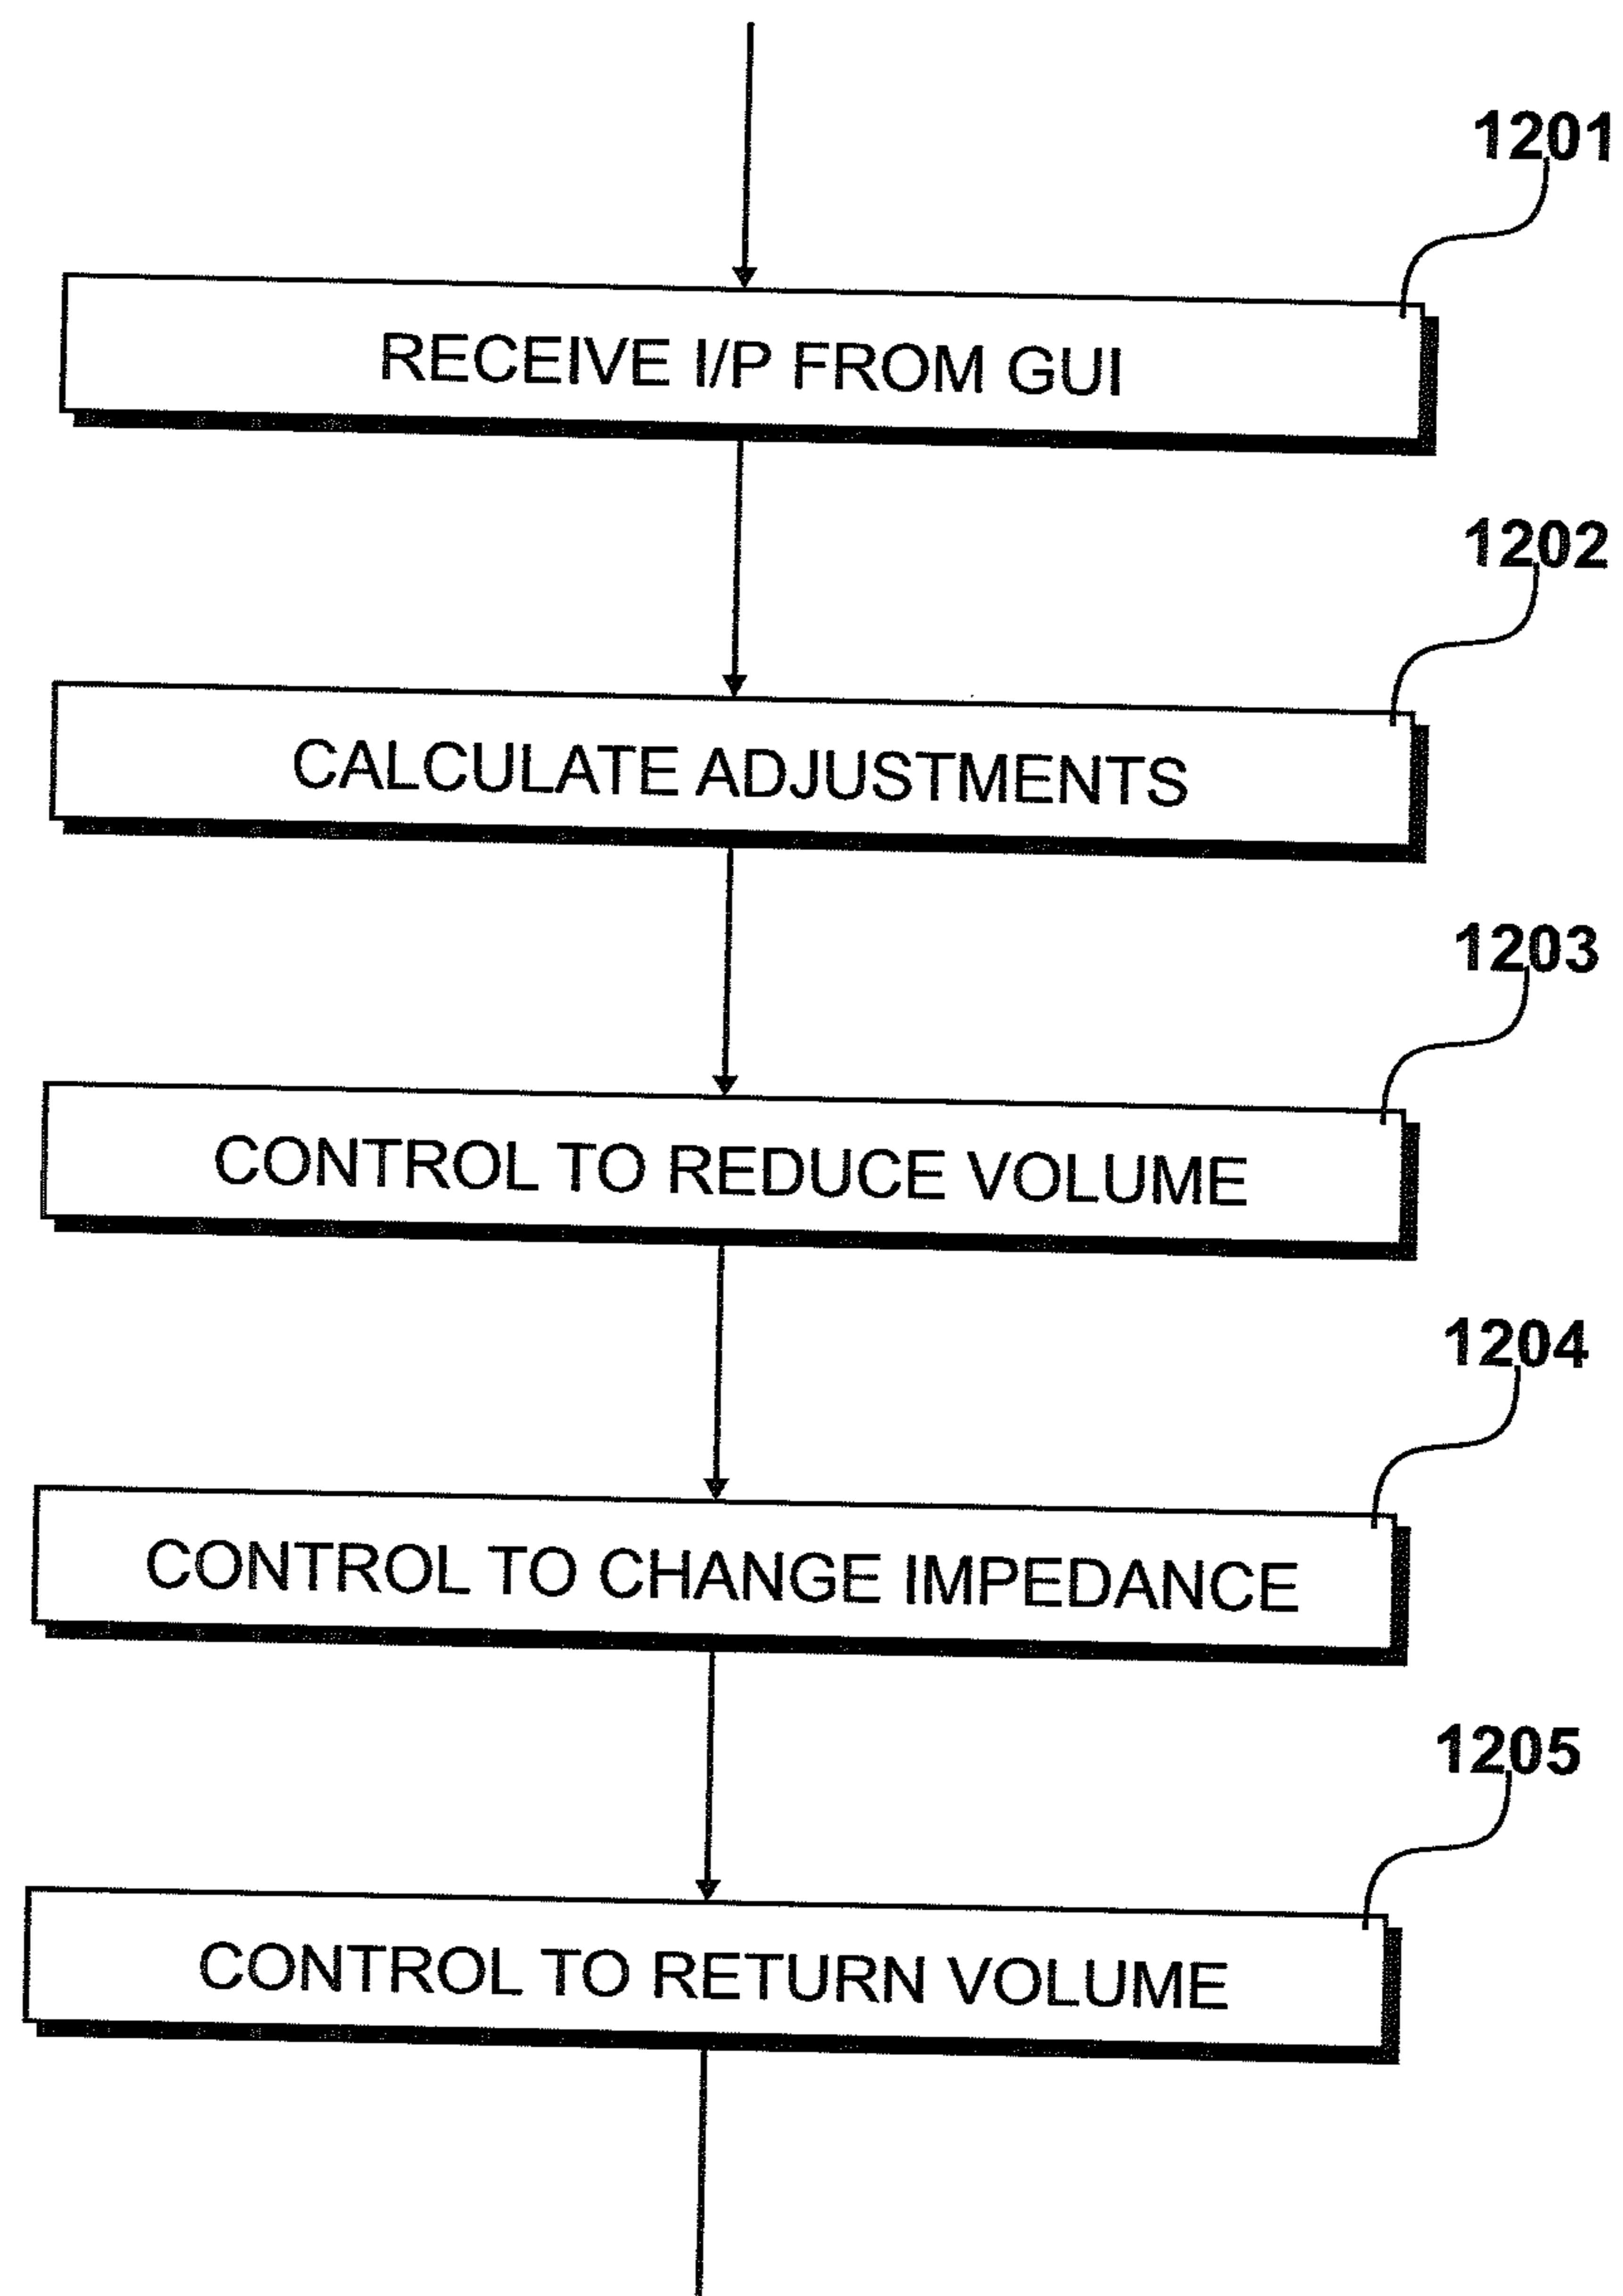 1201
RECEIVE I/P FROM GUI
1202
CALCULATE ADJUSTMENTS
1203
CONTROL TO REDUCE VOLUME
1204
CONTROL TO CHANGE IMPEDANCE
1205
CONTROL TO RETURN VOLUME